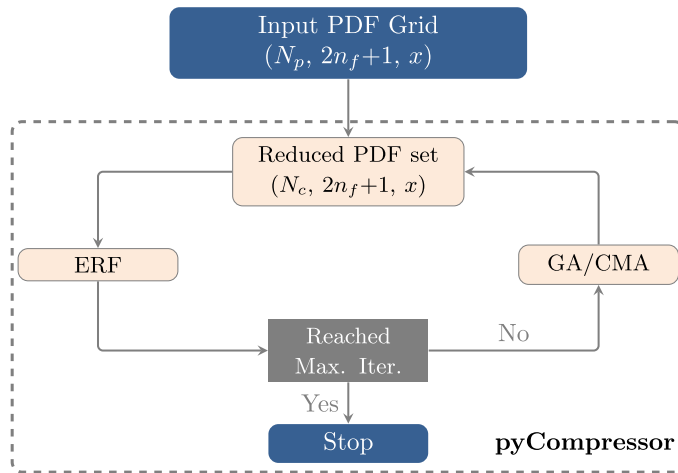 Input PDF Grid
(N_p, 2n_f+1, x)
Reduced PDF set
(N_c, 2n_f+1, x)
ERF
GA/CMA
Reached
Max. Iter.
No
Yes
Stop
pyCompressor